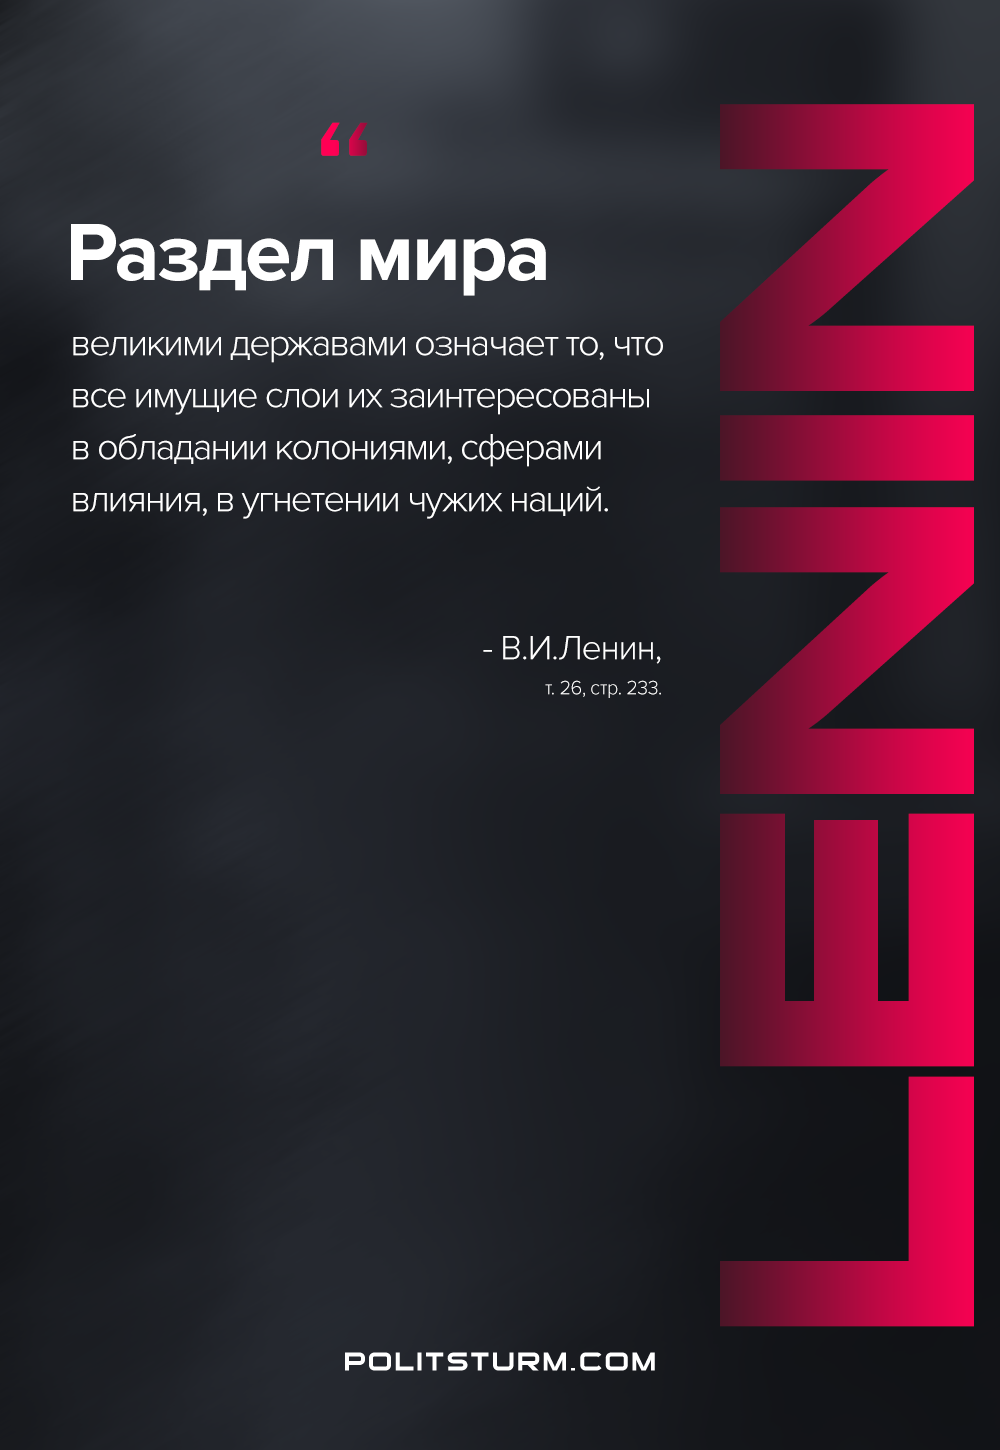 “
Раздел мира
великими державами означает то, что
все имущие слои их заинтересованы
в обладании колониями, сферами
влияния, в угнетении чужих наций.
- В.И.Ленин,
т. 26, стр. 233.
LENIN
POLITSTURM.COM